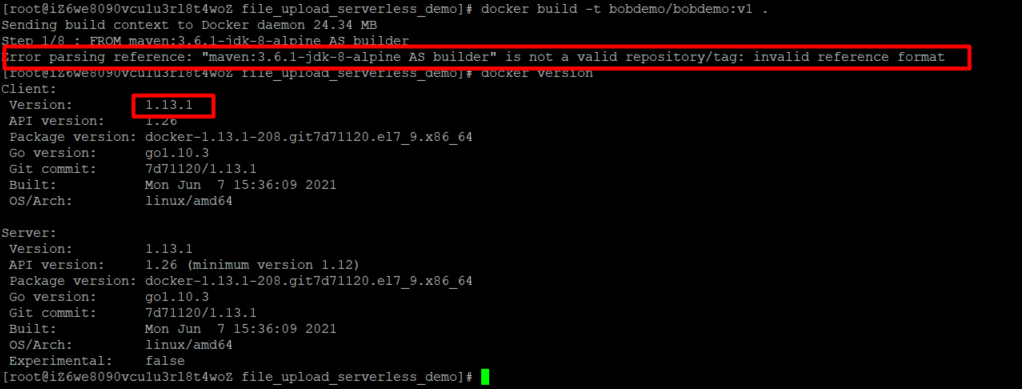 [root@iZ6we8090vcu1u3rl8t4woZ file_upload_serverless_demo]# docker build -t bobdemo/bobdemo:v1 .
Sending build context to Docker daemon 24.34 MB
Step 1/8 : FROM maven:3.6.1-jdk-8-alpine AS builder
Error parsing reference: "maven:3.6.1-jdk-8-alpine AS builder" is not a valid repository/tag: invalid reference format
[root@iZ6we8090vcu1u3rl8t4woZ file_upload_serverless_demo]# docker version
Client:
 Version:         1.13.1
 API version:     1.26
 Package version: docker-1.13.1-208.git7d71120.el7_9.x86_64
 Go version:      go1.10.3
 Git commit:      7d71120/1.13.1
 Built:           Mon Jun  7 15:36:09 2021
 OS/Arch:         linux/amd64

Server:
 Version:         1.13.1
 API version:     1.26 (minimum version 1.12)
 Package version: docker-1.13.1-208.git7d71120.el7_9.x86_64
 Go version:      go1.10.3
 Git commit:      7d71120/1.13.1
 Built:           Mon Jun  7 15:36:09 2021
 OS/Arch:         linux/amd64
 Experimental:    false
[root@iZ6we8090vcu1u3rl8t4woZ file_upload_serverless_demo]#